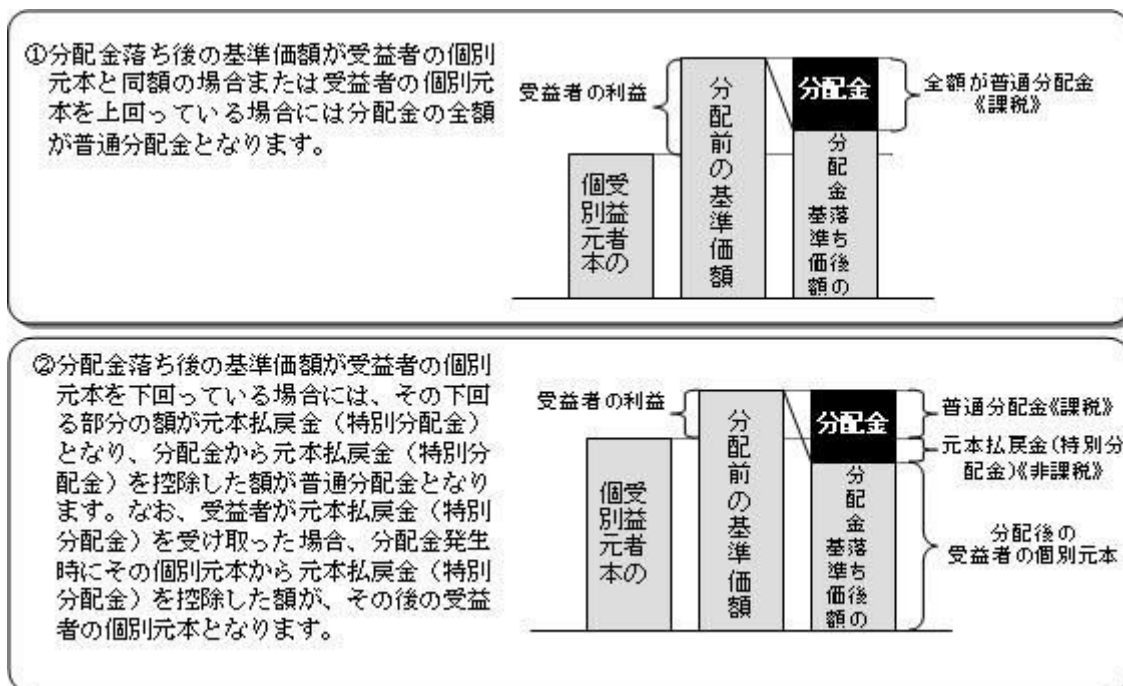 ①分配金落ち後の基準価額が受益者の個別
元本と同額の場合または受益者の個別元
本を上回っている場合には分配金の全額
が普通分配金となります。
受益者の利益
受益者の
個別元本
分配前の基準価額
分配金
分配金落ち後の
基準価額
全額が普通分配金
《課税》
②分配金落ち後の基準価額が受益者の個別
元本を下回っている場合には、その下回
る部分の額が元本払戻金（特別分配金）
となり、分配金から元本払戻金（特別分
配金）を控除した額が普通分配金となり
ます。なお、受益者が元本払戻金（特別
分配金）を受け取った場合、分配金発生
時にその個別元本から元本払戻金（特別
分配金）を控除した額が、その後の受益
者の個別元本となります。
受益者の利益
受益者の
個別元本
分配前の基準価額
分配金
分配金落ち後の
基準価額
普通分配金《課税》
元本払戻金（特別分
配金）《非課税》
分配後の
受益者の個別元本